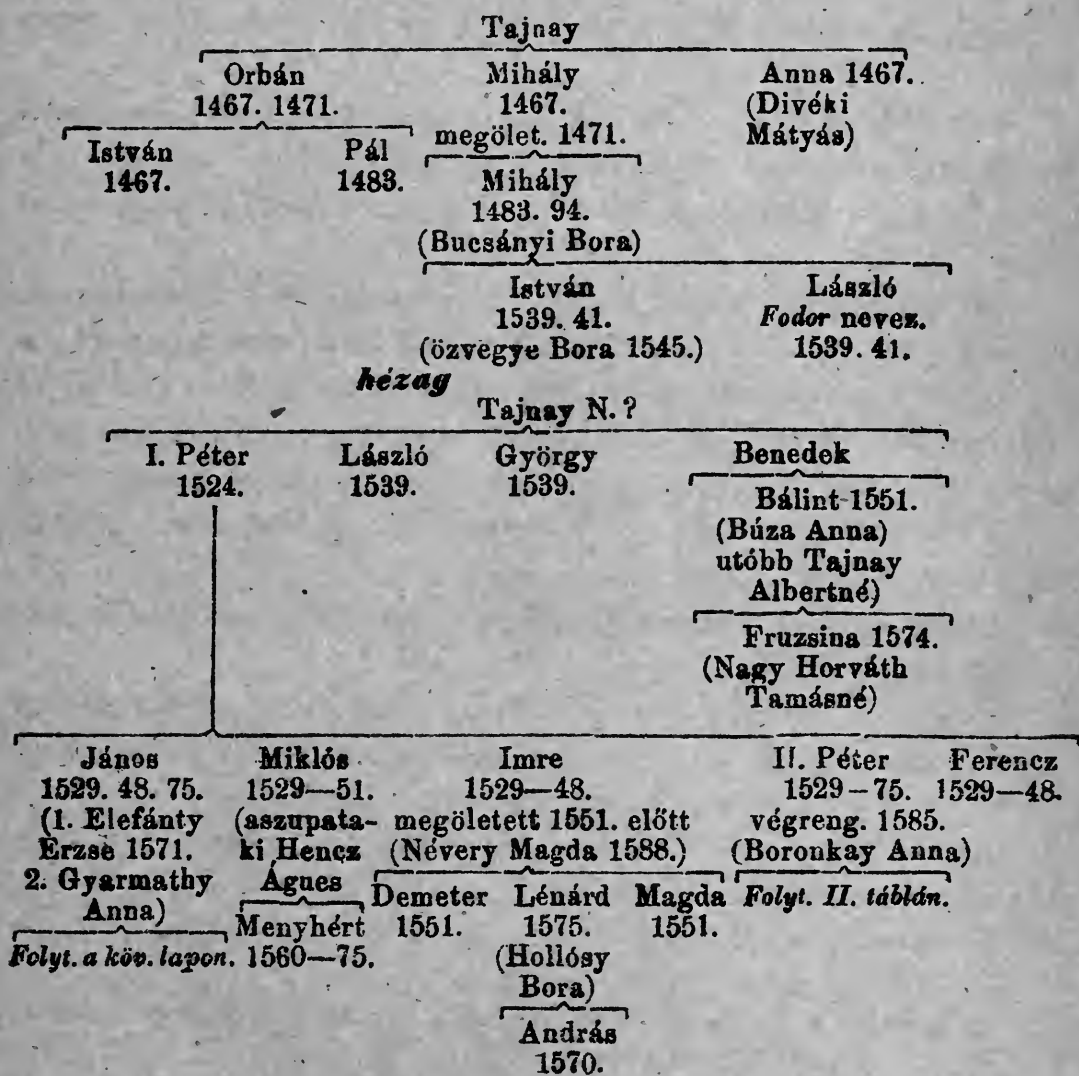 Tajnay
Orbán Mihály Anna 1467.
1467. 1471. 1467. (Divéki
megölet. 1471. Mátyás)
István Pál
1467. 1483. Mihály
1483. 94.
(Bucsányi Bora)
István László
1539. 41. Fodor nevez.
(özvegye Bora 1545.) 1539. 41.
hézag
Tajnay N. ?
I. Péter László György Benedek
1524. 1539. 1539.
Bálint 1551.
(Búza Anna)
utóbb Tajnay
Albertné)
Fruzsina 1574.
(Nagy Horváth
Tamásné)
János Miklós Imre II. Péter Ferencz
1529. 48. 75. 1529—51. 1529—48. 1529—75. 1529—48.
(1. Elefánty (aszupata- megöletett 1551. előtt végreng. 1585.
Erzse 1571. ki Hencz (Névery Magda 1588.) (Boronkay Anna)
2. Gyarmathy Ágnes Demeter Lénárd Magda Folyt. II. táblán.
Anna) Menyhért 1551. 1575. 1551.
Folyt. a köv. lapon. 1560—75. (Hollósy
Bora)
András
1570.